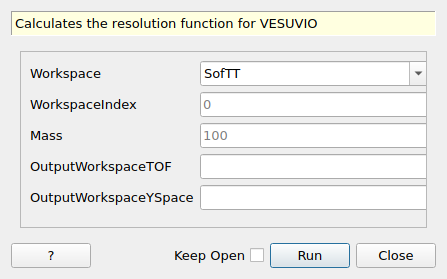 Calculates the resolution function for VESUVIO
Workspace SofTT
WorkspaceIndex 0
Mass 100
OutputWorkspaceTOF
OutputWorkspaceYSpace
? Keep Open Run Close